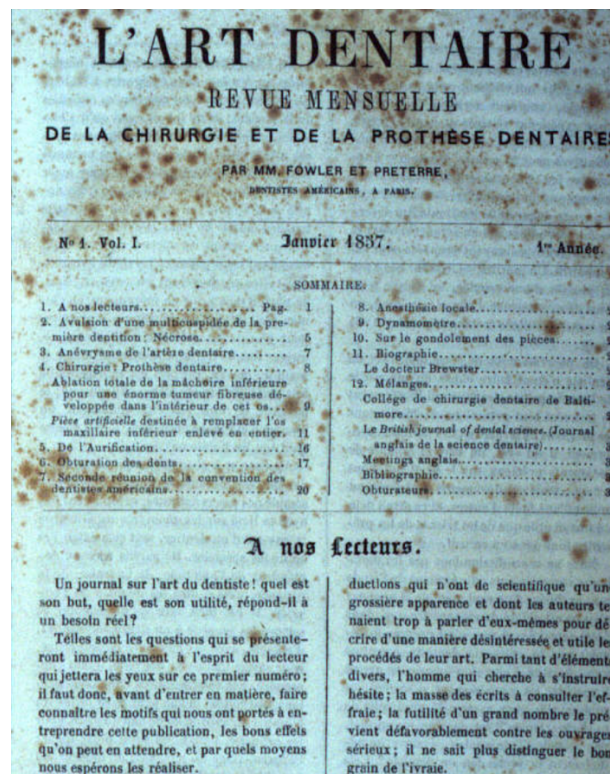 L'ART DENTAIRE
REVUE MENSUELLE
DE LA CHIRURGIE ET DE LA PROTHÈSE DENTAIRES
PAR MM. FOWLER ET PRETERRE,
DENTISTES AMÉRICAINS, A PARIS.
No 1. Vol. I. Janvier 1857. 1re Année.
SOMMAIRE:
1. A nos lecteurs.................... Pag. 1
2. Avulsion d'une multicuspidée de la pre-
mière dentition: Nécrose............ 5
3. Anévrysme de l'artère dentaire......... 7
4. Chirurgie: Prothèse dentaire.......... 8
Ablation totale de la mâchoire inférieure
pour une énorme tumeur fibreuse dé-
veloppée dans l'intérieur de cet os... 9
Pièce artificielle destinée à remplacer l'os
maxillaire inférieur enlevé en entier. 11
5. De l'Aurification.................... 16
6. Obturation des dents................ 17
7. Seconde réunion de la convention des
dentistes américains.............. 20
8. Anesthésie locale..................
9. Dynamomètre....................
10. Sur le gondolement des pièces.........
11. Biographie......................
Le docteur Brewster................
12. Mélanges........................
Collége de chirurgie dentaire de Balti-
more.........................
Le British journal of dental science. (Journal
anglais de la science dentaire)........
Meetings anglais....................
Bibliographie......................
Obturateurs......................
A nos Lecteurs.
Un journal sur l'art du dentiste! quel est
son but, quelle est son utilité, répond-il à
un besoin réel?
Telles sont les questions qui se présente-
ront immédiatement à l'esprit du lecteur
qui jettera les yeux sur ce premier numéro;
il faut donc, avant d'entrer en matière, faire
connaître les motifs qui nous ont portés à en-
treprendre cette publication, les bons effets
qu'on peut en attendre, et par quels moyens
nous espérons les réaliser.
ductions qui n'ont de scientifique qu'un
grossière apparence et dont les auteurs te
naient trop à parler d'eux-mêmes pour dé
crire d'une manière désintéressée et utile le
procédés de leur art. Parmi tant d'élément
divers, l'homme qui cherche à s'instruire
hésite; la masse des écrits à consulter l'ef-
fraie; la futilité d'un grand nombre le pré
vient défavorablement contre les ouvrages
sérieux; il ne sait plus distinguer le bon
grain de l'ivraie.